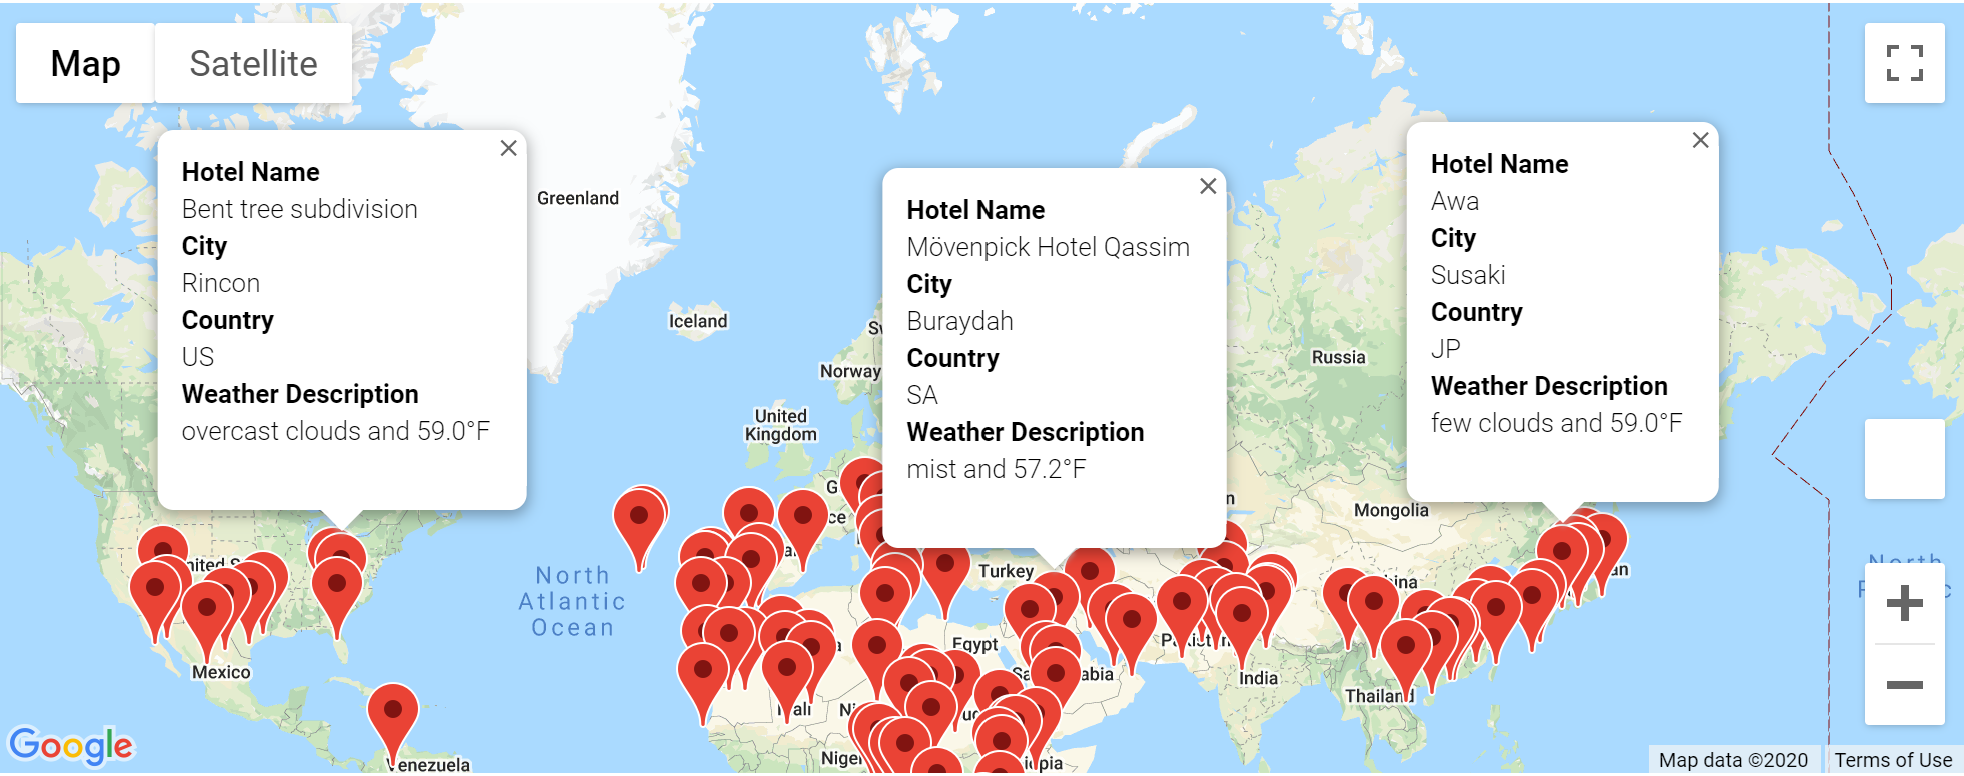 Map
Satellite
Hotel Name
Bent tree subdivision
City
Rincon
Country
US
Weather Description
overcast clouds and 59.0°F
Hotel Name
Mövenpick Hotel Qassim
City
Buraydah
Country
SA
Weather Description
mist and 57.2°F
Hotel Name
Awa
City
Susaki
Country
JP
Weather Description
few clouds and 59.0°F
Greenland
Iceland
Norway
United
Kingdom
Russia
Mongolia
North
Atlantic
Ocean
Turkey
Egypt
India
Thailand
Mexico
Venezuela
North
Google
Map data ©2020
Terms of Use